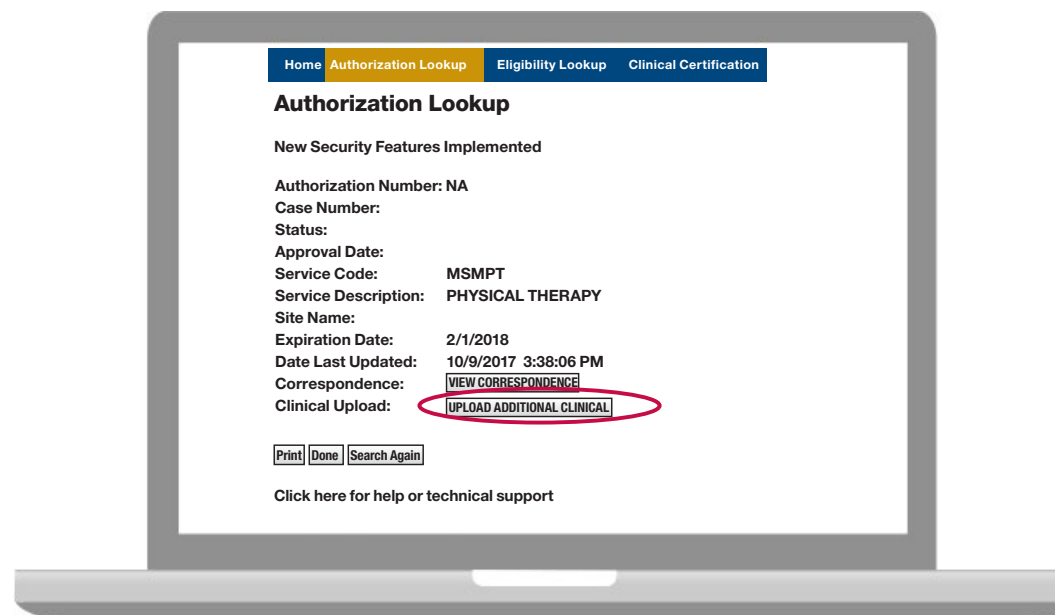 Home Authorization Lookup Eligibility Lookup Clinical Certification
Authorization Lookup
New Security Features Implemented
Authorization Number: NA
Case Number:
Status:
Approval Date:
Service Code: MSMPT
Service Description: PHYSICAL THERAPY
Site Name:
Expiration Date: 2/1/2018
Date Last Updated: 10/9/2017 3:38:06 PM
Correspondence: VIEW CORRESPONDENCE
Clinical Upload: UPLOAD ADDITIONAL CLINICAL
Print Done Search Again
Click here for help or technical support